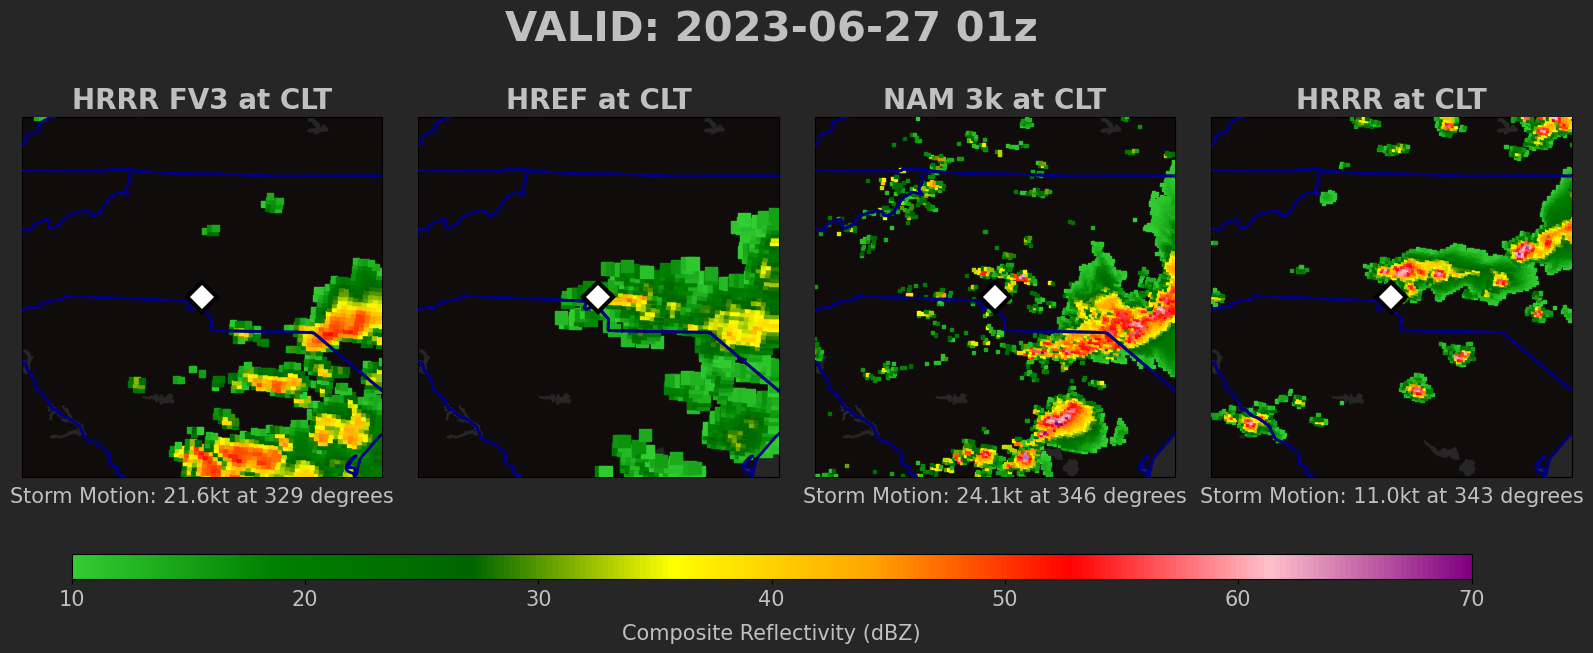 VALID: 2023-06-27 01z
HRRR FV3 at CLT
HREF at CLT
NAM 3k at CLT
HRRR at CLT
Storm Motion: 21.6kt at 329 degrees
Storm Motion: 24.1kt at 346 degrees
Storm Motion: 11.0kt at 343 degrees
10 20 30 40 50 60 70
Composite Reflectivity (dBZ)